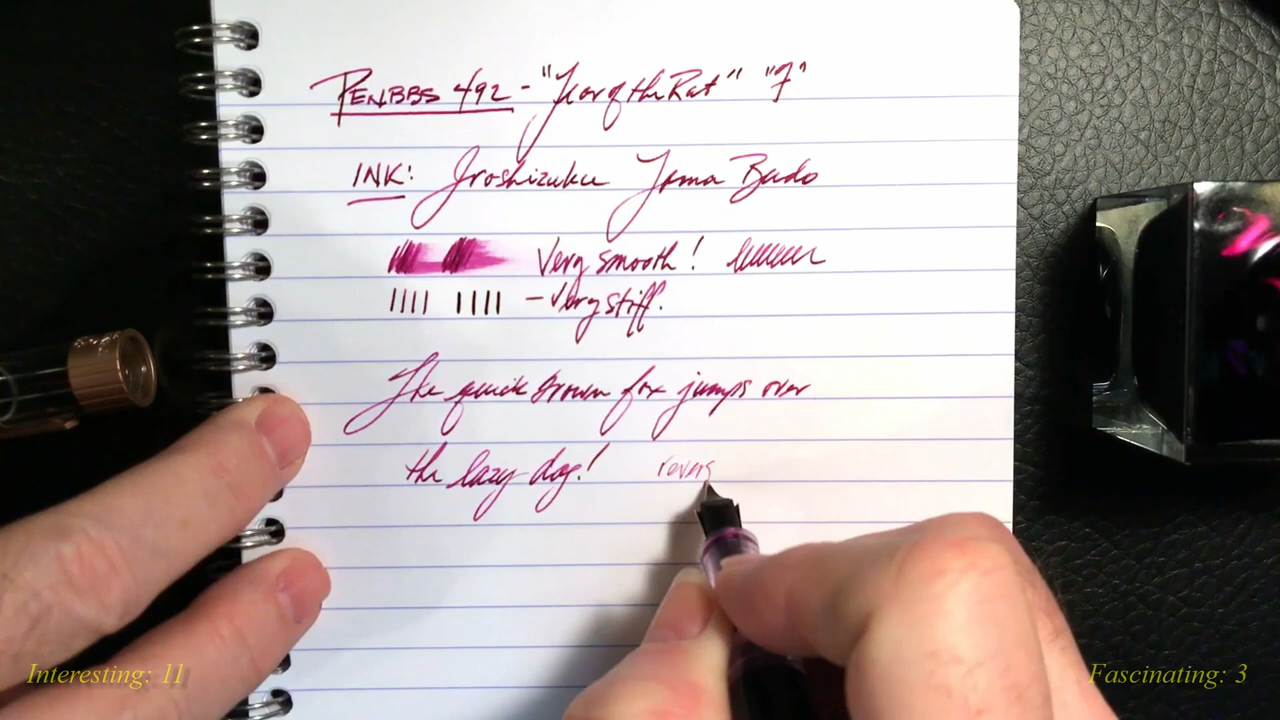 PENBBS 492 - "Year of the Rat" "F"
INK: Iroshizuku Yama Budo
Very smooth!
- Very stiff.
The quick brown fox jumps over
the lazy dog! revers
Interesting: 11
Fascinating: 3